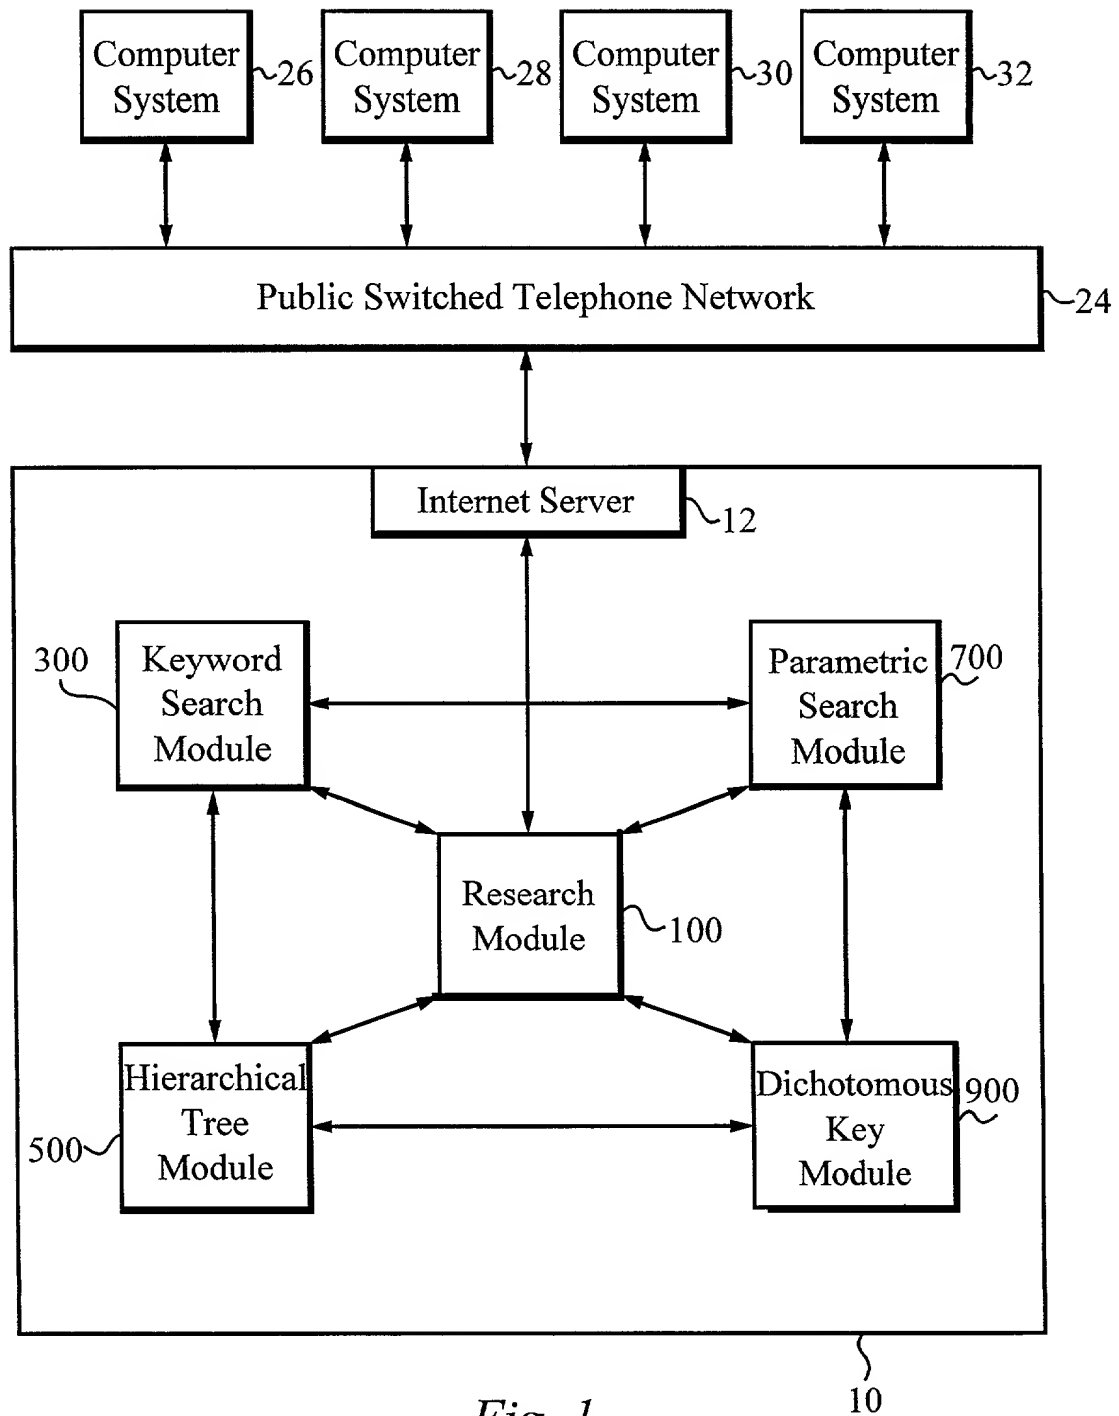 Computer
System
26
Computer
System
28
Computer
System
30
Computer
System
32
Public Switched Telephone Network
24
Internet Server
12
300
Keyword
Search
Module
Parametric
Search
Module
700
Research
Module
100
Hierarchical
Tree
Module
500
Dichotomous
Key
Module
900
10
Fig. 1